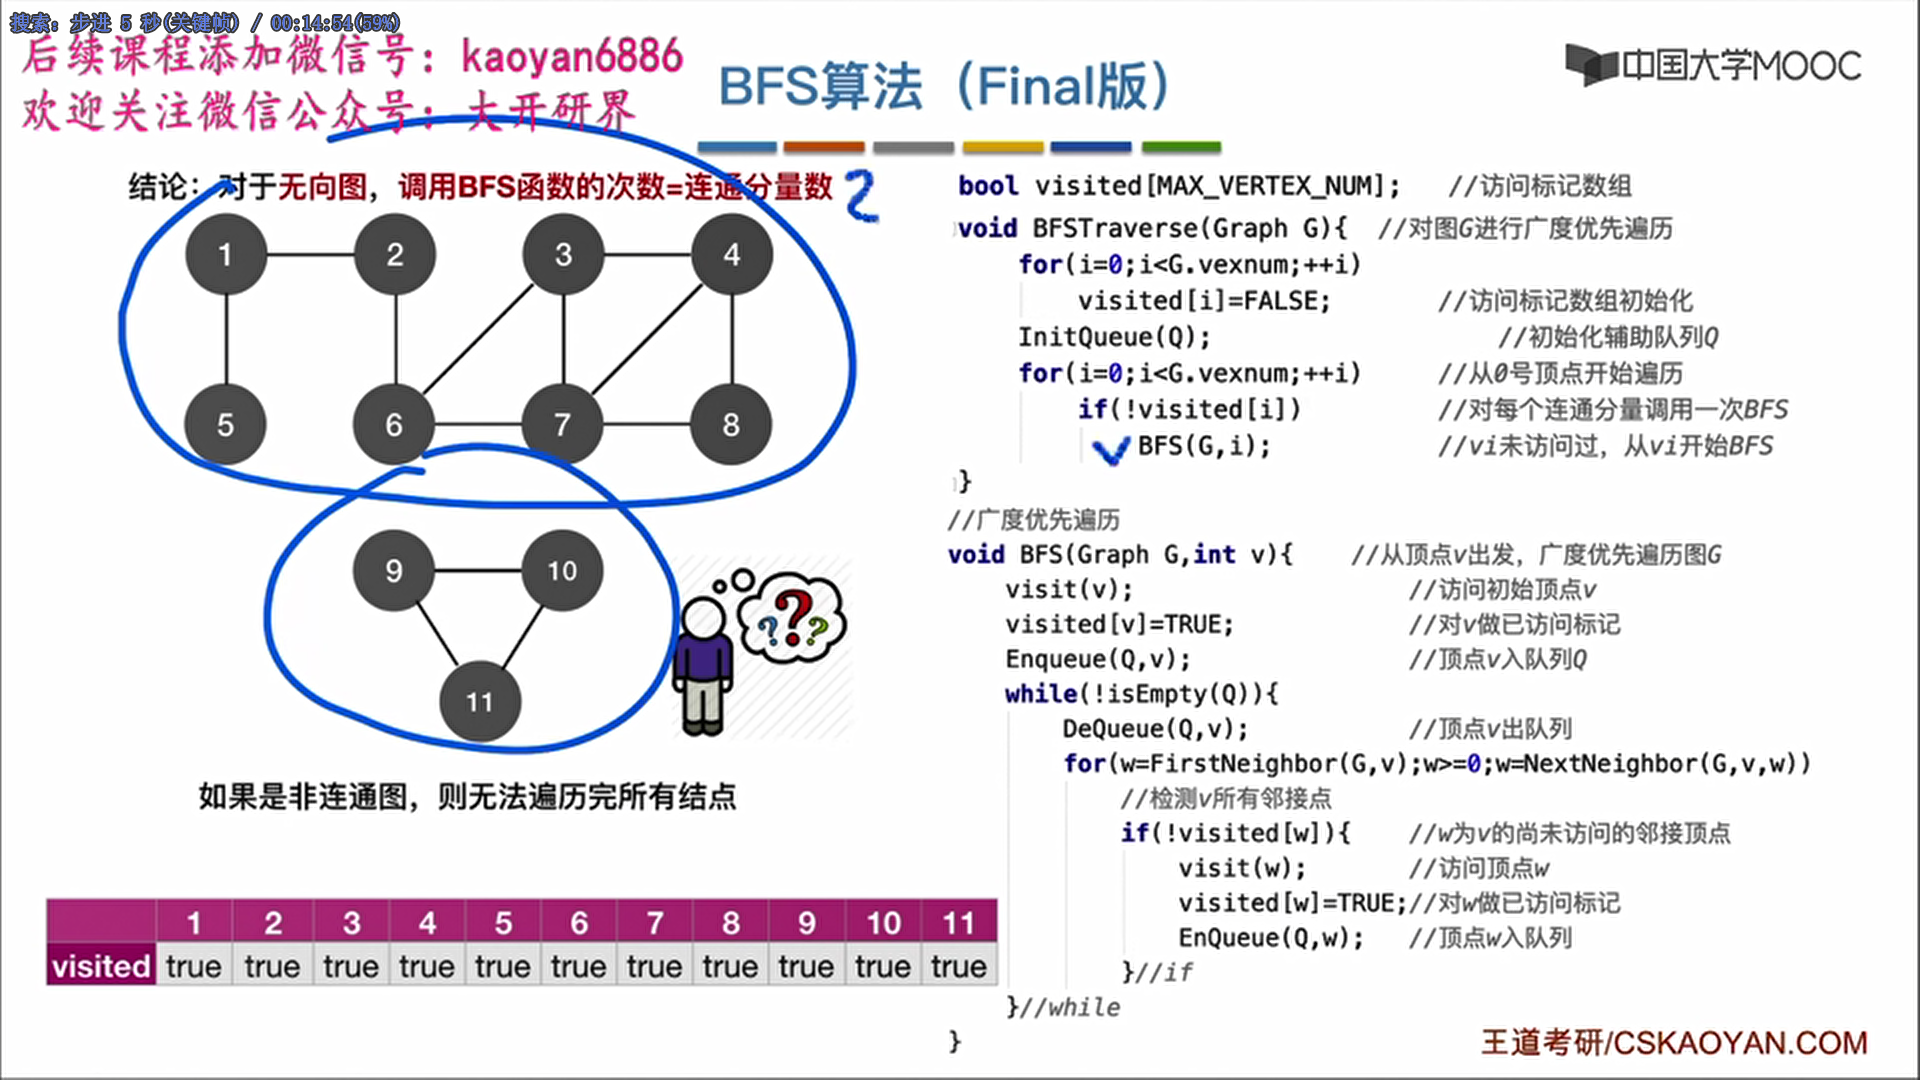 搜索: 步进 5 秒(关键帧) / 00:14:54(59%)
后续课程添加微信号: kaoyan6886
欢迎关注微信公众号: 大开研界
BFS算法（Final版）
中国大学MOOC
结论：对于无向图，调用BFS函数的次数=连通分量数 2
1
2
3
4
5
6
7
8
9
10
11
? ? ?
如果是非连通图，则无法遍历完所有结点
1 2 3 4 5 6 7 8 9 10 11
visited true true true true true true true true true true true
bool visited[MAX_VERTEX_NUM]; //访问标记数组
void BFSTraverse(Graph G){ //对图G进行广度优先遍历
for(i=0;i<G.vexnum;++i)
visited[i]=FALSE; //访问标记数组初始化
InitQueue(Q); //初始化辅助队列Q
for(i=0;i<G.vexnum;++i) //从0号顶点开始遍历
if(!visited[i]) //对每个连通分量调用一次BFS
BFS(G,i); //vi未访问过，从vi开始BFS
}
//广度优先遍历
void BFS(Graph G,int v){ //从顶点v出发，广度优先遍历图G
visit(v); //访问初始顶点v
visited[v]=TRUE; //对v做已访问标记
Enqueue(Q,v); //顶点v入队列Q
while(!isEmpty(Q)){
DeQueue(Q,v); //顶点v出队列
for(w=FirstNeighbor(G,v);w>=0;w=NextNeighbor(G,v,w))
//检测v所有邻接点
if(!visited[w]){ //w为v的尚未访问的邻接顶点
visit(w); //访问顶点w
visited[w]=TRUE;//对w做已访问标记
EnQueue(Q,w); //顶点w入队列
}//if
}//while
}
王道考研/CSKAOYAN.COM